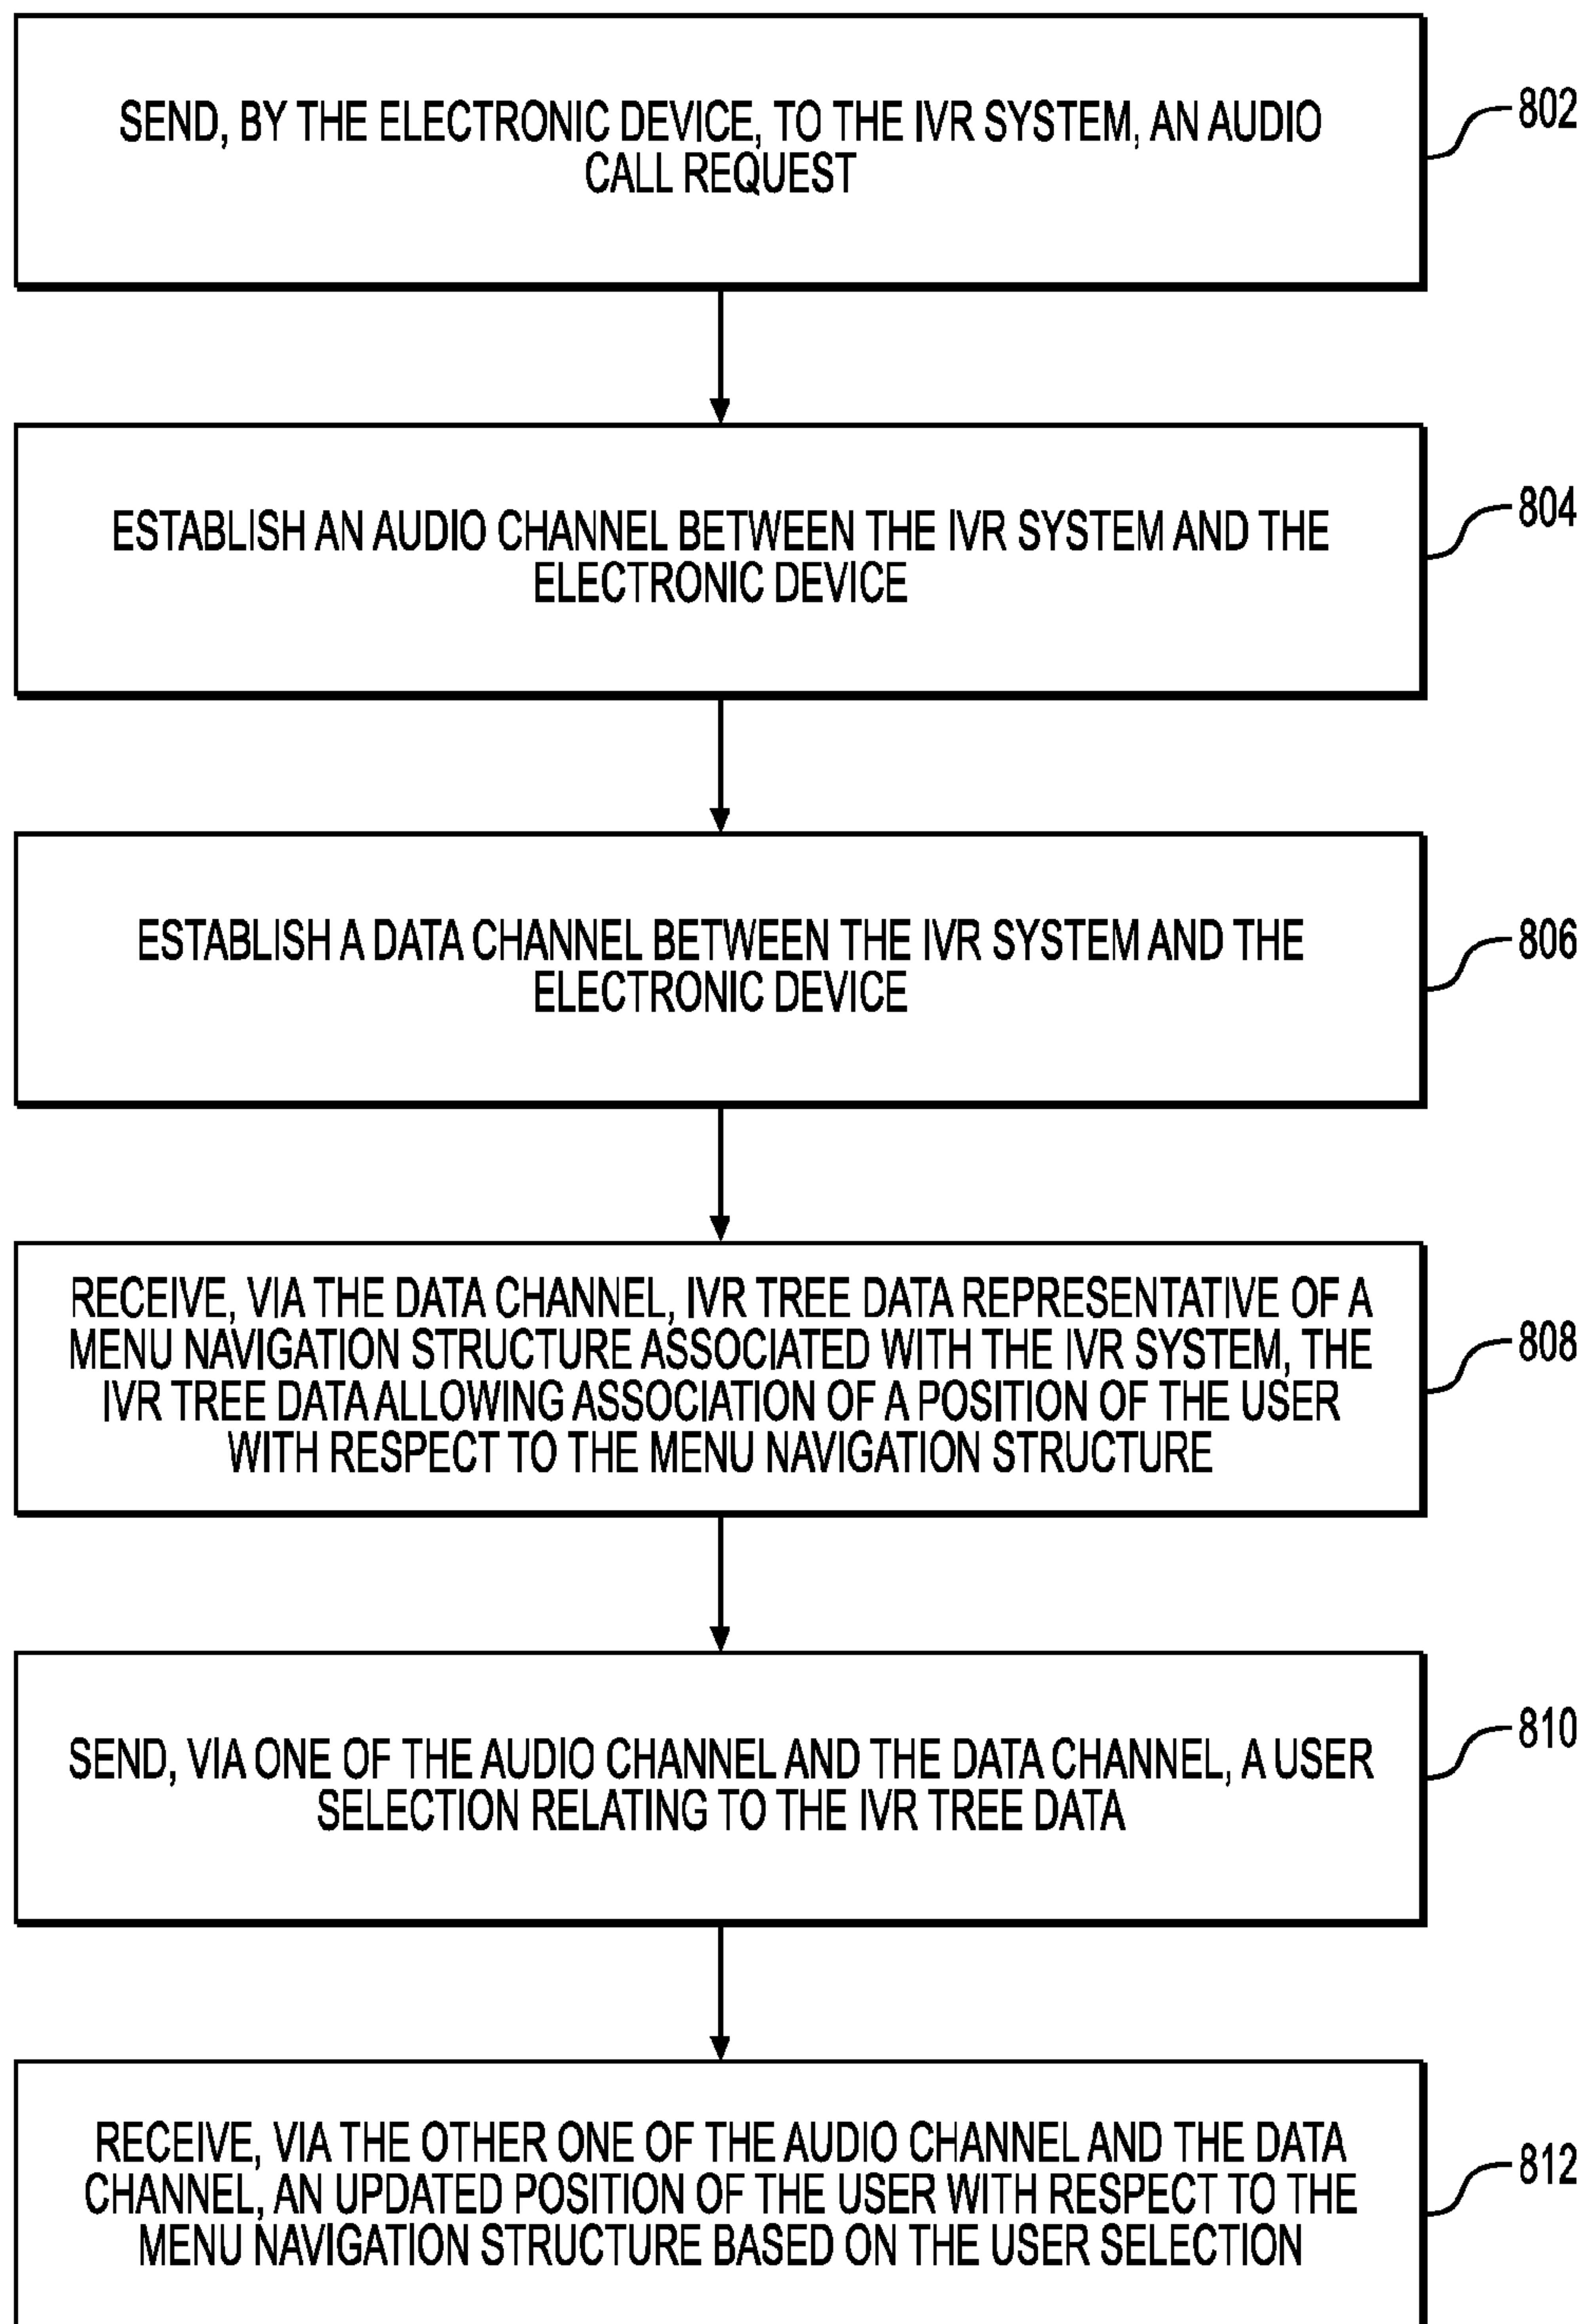 SEND, BY THE ELECTRONIC DEVICE, TO THE IVR SYSTEM, AN AUDIO
CALL REQUEST
802
ESTABLISH AN AUDIO CHANNEL BETWEEN THE IVR SYSTEM AND THE
ELECTRONIC DEVICE
804
ESTABLISH A DATA CHANNEL BETWEEN THE IVR SYSTEM AND THE
ELECTRONIC DEVICE
806
RECEIVE, VIA THE DATA CHANNEL, IVR TREE DATA REPRESENTATIVE OF A
MENU NAVIGATION STRUCTURE ASSOCIATED WITH THE IVR SYSTEM, THE
IVR TREE DATA ALLOWING ASSOCIATION OF A POSITION OF THE USER
WITH RESPECT TO THE MENU NAVIGATION STRUCTURE
808
SEND, VIA ONE OF THE AUDIO CHANNEL AND THE DATA CHANNEL, A USER
SELECTION RELATING TO THE IVR TREE DATA
810
RECEIVE, VIA THE OTHER ONE OF THE AUDIO CHANNEL AND THE DATA
CHANNEL, AN UPDATED POSITION OF THE USER WITH RESPECT TO THE
MENU NAVIGATION STRUCTURE BASED ON THE USER SELECTION
812